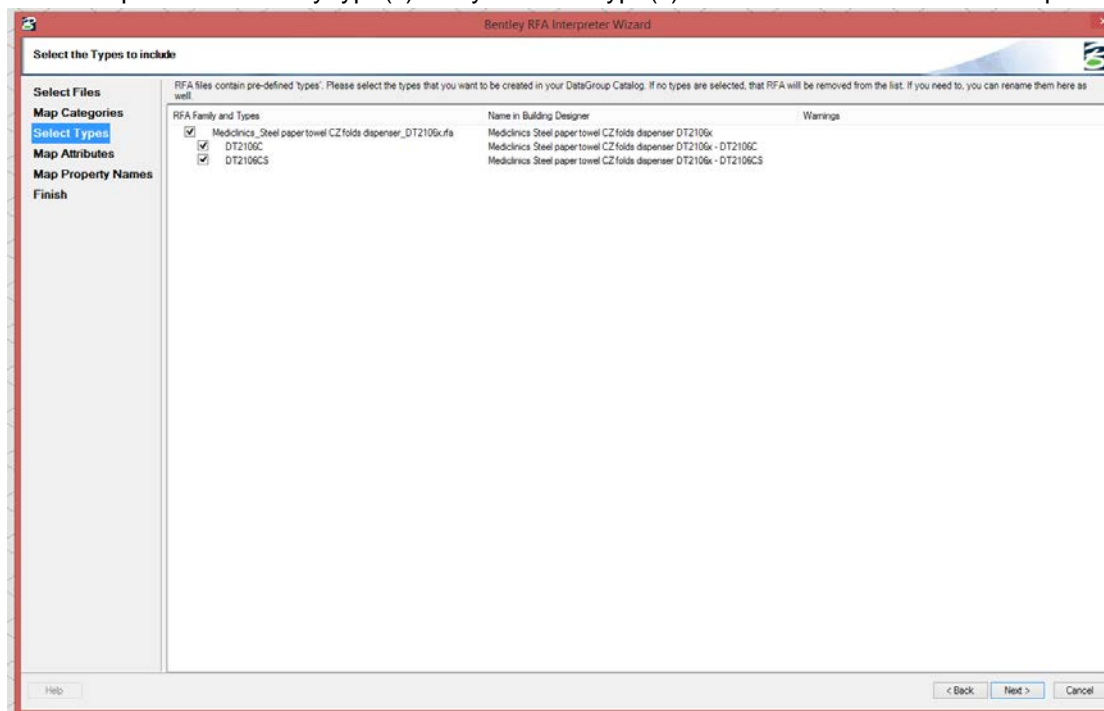 Bentley RFA Interpreter Wizard
Select the Types to include
Select Files
Map Categories
Select Types
Map Attributes
Map Property Names
Finish
RFA files contain pre-defined 'types'. Please select the types that you want to be created in your DataGroup Catalog. If no types are selected, that RFA will be removed from the list. If you need to, you can rename them here as
well.
RFA Family and Types Name in Building Designer Warnings
Mediclinics_Steel paper towel CZ folds dispenser_DT2106x.rfa Mediclinics Steel paper towel CZ folds dispenser DT2106x
DT2106C Mediclinics Steel paper towel CZ folds dispenser DT2106x - DT2106C
DT2106CS Mediclinics Steel paper towel CZ folds dispenser DT2106x - DT2106CS
Help < Back Next > Cancel